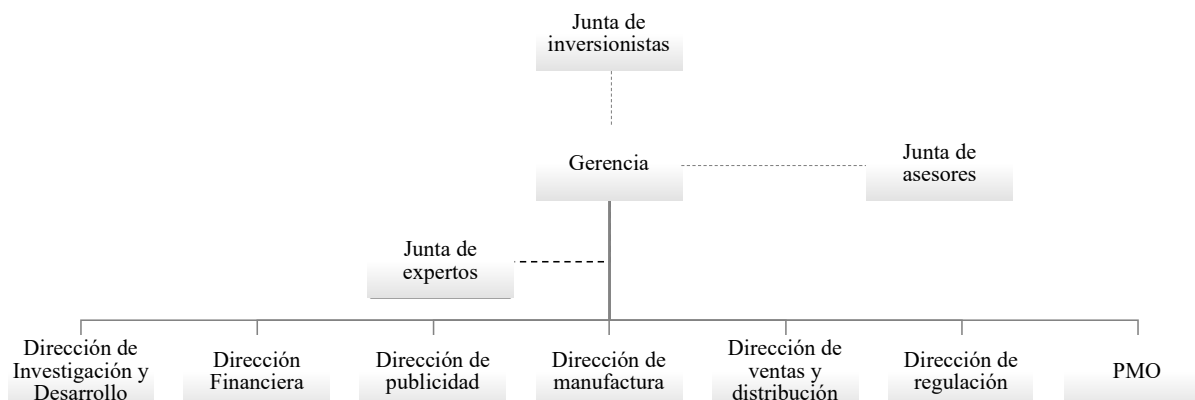 Junta de
inversionistas
Gerencia
Junta de
asesores
Junta de
expertos
Dirección de
Investigación y
Desarrollo
Dirección
Financiera
Dirección de
publicidad
Dirección de
manufactura
Dirección de
ventas y
distribución
Dirección de
regulación
PMO